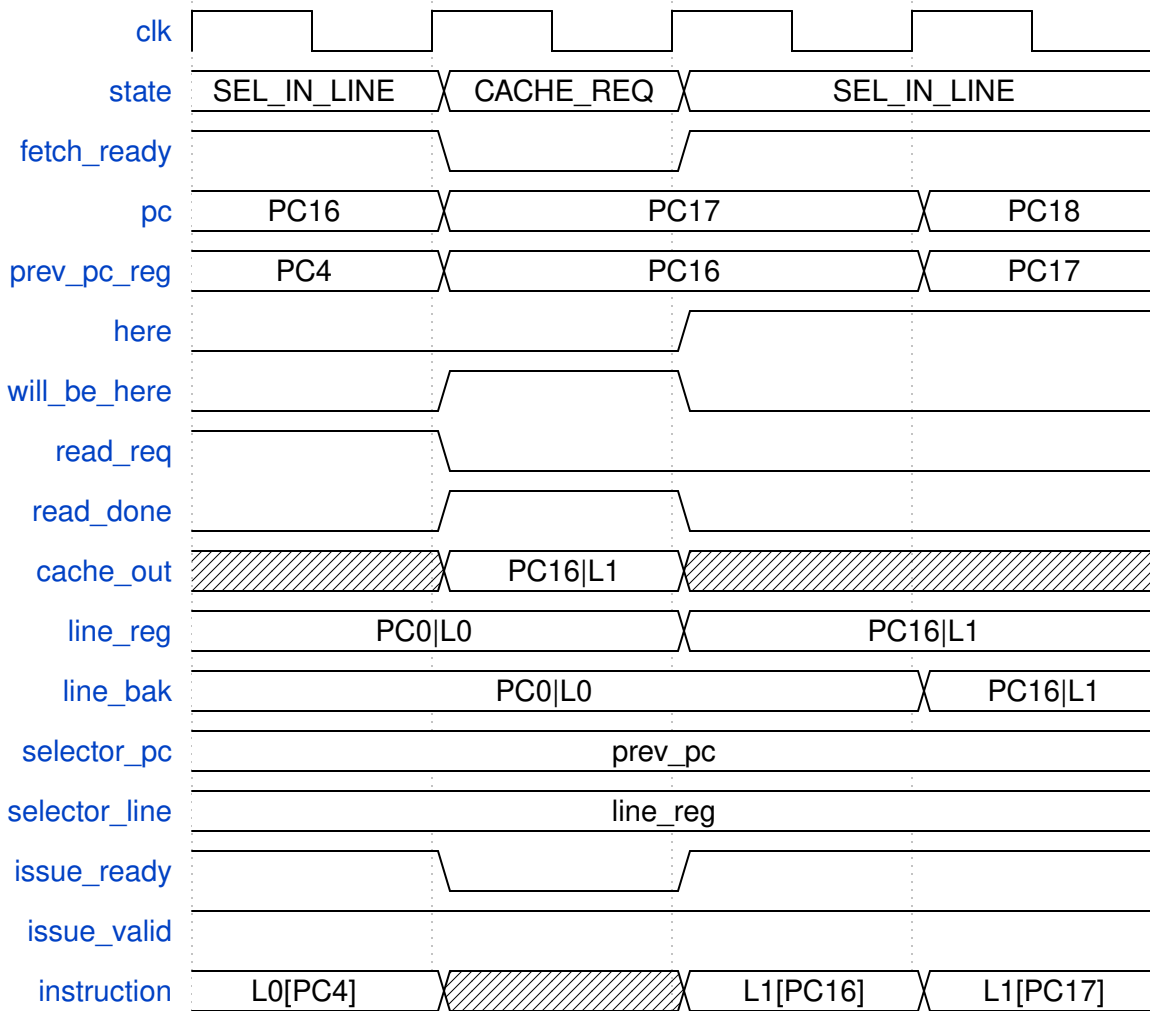 clk
state SEL_IN_LINE CACHE_REQ SEL_IN_LINE
fetch_ready
pc PC16 PC17 PC18
prev_pc_reg PC4 PC16 PC17
here
will_be_here
read_req
read_done
cache_out PC16|L1
line_reg PC0|L0 PC16|L1
line_bak PC0|L0 PC16|L1
selector_pc prev_pc
selector_line line_reg
issue_ready
issue_valid
instruction L0[PC4] L1[PC16] L1[PC17]